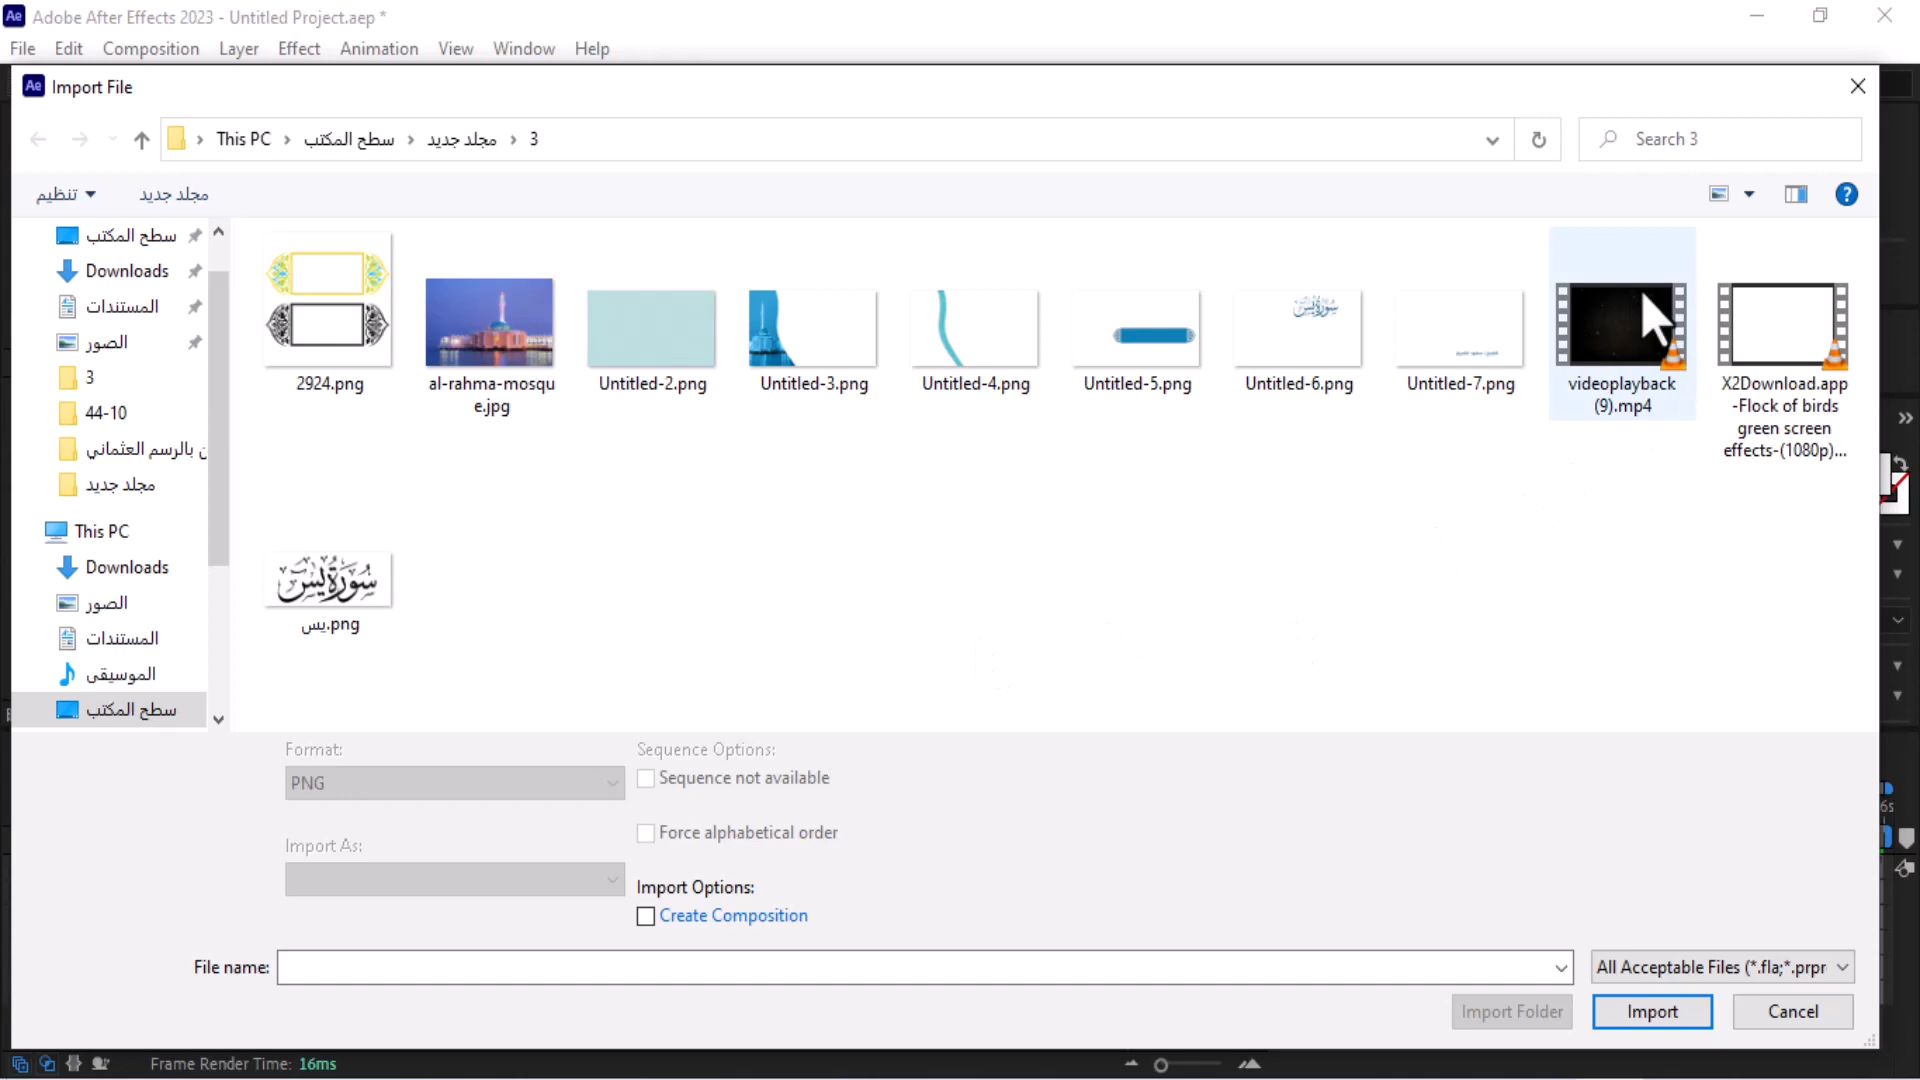 Adobe After Effects 2023 - Untitled Project.aep *
File Edit Composition Layer Effect Animation View Window Help
Import File
This PC › سطح المكتب › مجلد جديد › 3
Search 3
تنظيم
مجلد جديد
سطح المكتب
Downloads
المستندات
الصور
3
44-10
ن بالرسم العثماني
مجلد جديد
This PC
Downloads
الصور
المستندات
الموسيقى
سطح المكتب
2924.png
al-rahma-mosqu
e.jpg
Untitled-2.png
Untitled-3.png
Untitled-4.png
Untitled-5.png
سورة يس
Untitled-6.png
Untitled-7.png
videoplayback
(9).mp4
X2Download.app
-Flock of birds
green screen
effects-(1080p)...
سورة يس
يس.png
Format:
PNG
Import As:
Sequence Options:
Sequence not available
Force alphabetical order
Import Options:
Create Composition
File name:
All Acceptable Files (*.fla;*.prpr
Import Folder
Import
Cancel
6s
Frame Render Time: 16ms